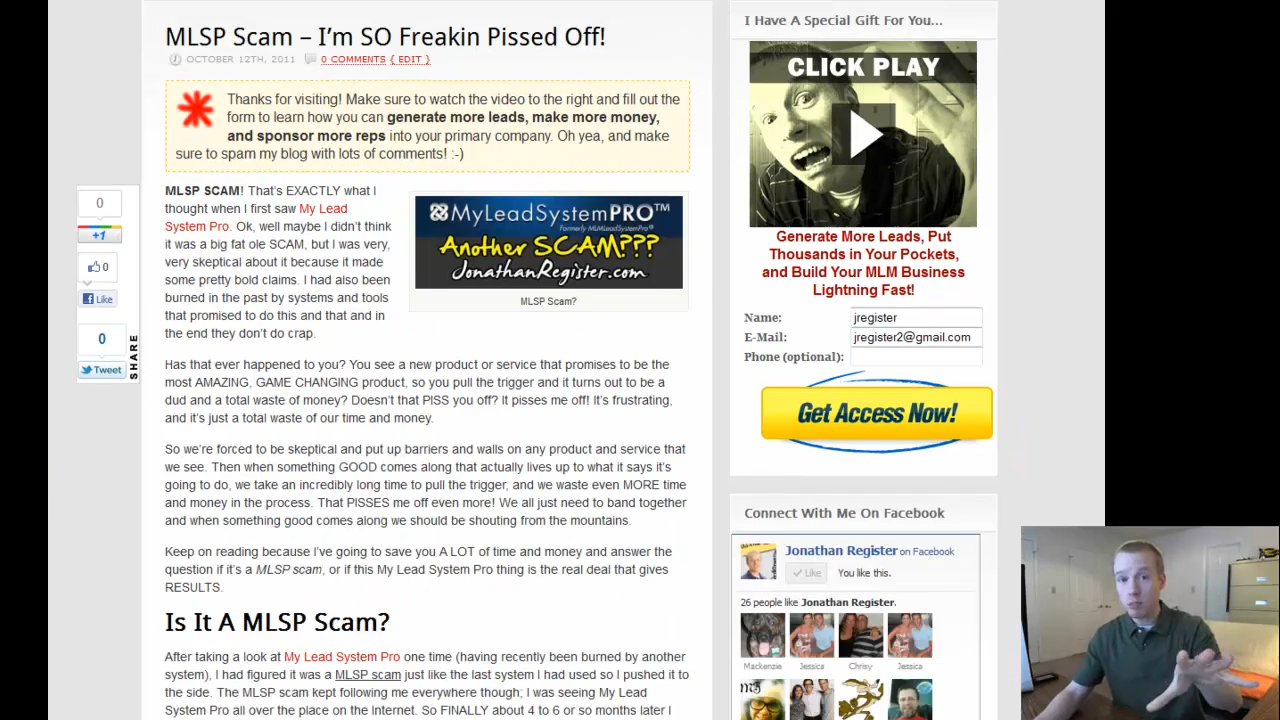 MLSP Scam – I'm SO Freakin Pissed Off!
OCTOBER 12TH, 2011 0 COMMENTS { EDIT }
Thanks for visiting! Make sure to watch the video to the right and fill out the
form to learn how you can generate more leads, make more money,
and sponsor more reps into your primary company. Oh yea, and make
sure to spam my blog with lots of comments! :-)
MLSP SCAM! That's EXACTLY what I
thought when I first saw My Lead
System Pro. Ok, well maybe I didn't think
it was a big fat ole SCAM, but I was very,
very skeptical about it because it made
some pretty bold claims. I had also been
burned in the past by systems and tools
that promised to do this and that and in
the end they don't do crap.
MyLeadSystemPRO™
Formerly MLMLeadSystemPro®
Another SCAM???
JonathanRegister.com
MLSP Scam?
Has that ever happened to you? You see a new product or service that promises to be the
most AMAZING, GAME CHANGING product, so you pull the trigger and it turns out to be a
dud and a total waste of money? Doesn't that PISS you off? It pisses me off! It's frustrating,
and it's just a total waste of our time and money.
So we're forced to be skeptical and put up barriers and walls on any product and service that
we see. Then when something GOOD comes along that actually lives up to what it says it's
going to do, we take an incredibly long time to pull the trigger, and we waste even MORE time
and money in the process. That PISSES me off even more! We all just need to band together
and when something good comes along we should be shouting from the mountains.
Keep on reading because I've going to save you A LOT of time and money and answer the
question if it's a MLSP scam, or if this My Lead System Pro thing is the real deal that gives
RESULTS.
Is It A MLSP Scam?
After taking a look at My Lead System Pro one time (having recently been burned by another
system), I had figured it was a MLSP scam just like the last system I had used so I pushed it to
the side. The MLSP scam kept following me everywhere though; I was seeing My Lead
System Pro all over the place on the Internet. So FINALLY about 4 to 6 or so months later I
0
+1
0
Like
0
Tweet
SHARE
I Have A Special Gift For You...
CLICK PLAY
Generate More Leads, Put
Thousands in Your Pockets,
and Build Your MLM Business
Lightning Fast!
Name: jregister
E-Mail: jregister2@gmail.com
Phone (optional):
Get Access Now!
Connect With Me On Facebook
Jonathan Register on Facebook
Like You like this.
26 people like Jonathan Register.
Mackenzie Jessica Chrisy Jessica